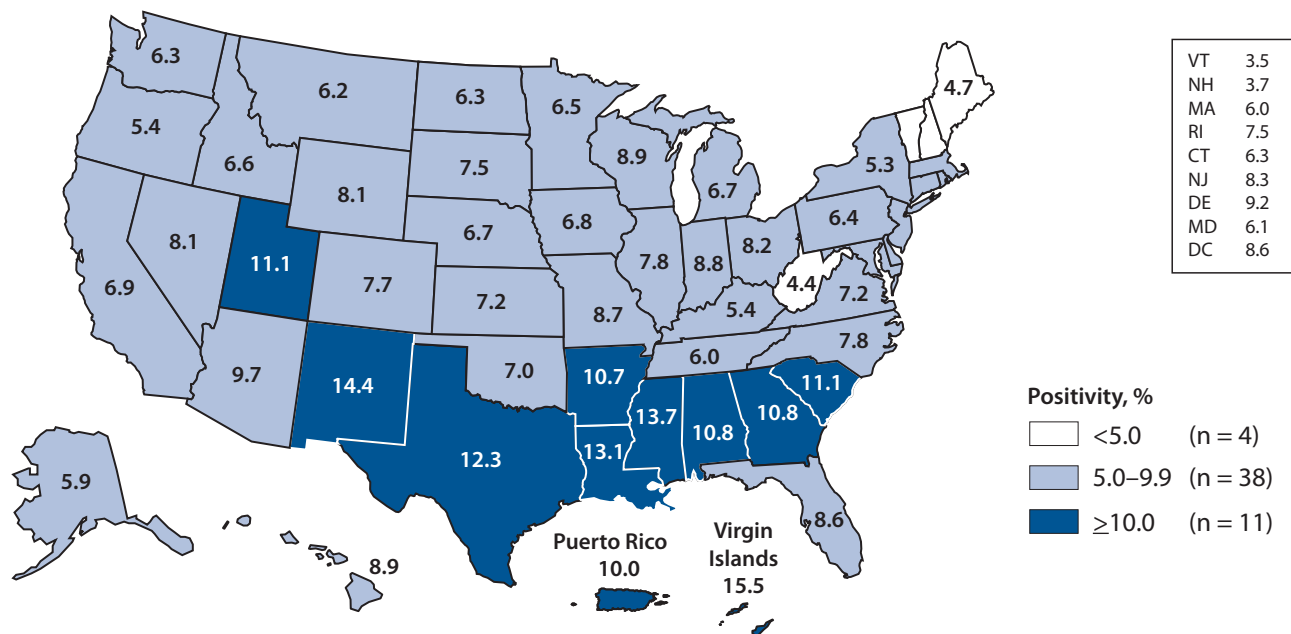 6.3
6.2
6.3
6.5
4.7
5.4
6.6
8.1
7.5
8.9
6.7
5.3
6.9
8.1
11.1
7.7
6.7
7.2
6.8
8.7
7.8
8.8
8.2
6.4
4.4
5.4
7.2
7.8
6.0
9.7
14.4
7.0
10.7
11.1
12.3
13.1
13.7
10.8
10.8
5.9
8.9
8.6
Puerto Rico
10.0
Virgin
Islands
15.5
VT 3.5
NH 3.7
MA 6.0
RI 7.5
CT 6.3
NJ 8.3
DE 9.2
MD 6.1
DC 8.6
Positivity, %
<5.0 (n = 4)
5.0–9.9 (n = 38)
≥10.0 (n = 11)